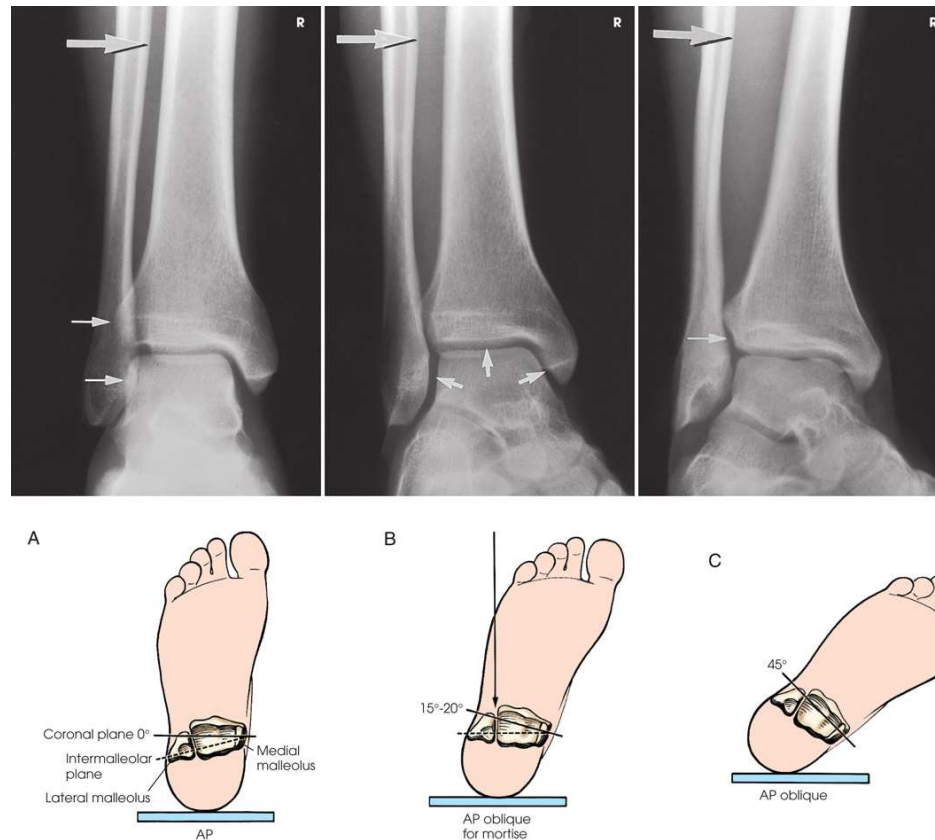 R
R
R
A
B
C
Coronal plane 0°
Intermalleolar
plane
Lateral malleolus
Medial
malleolus
AP
15°-20°
AP oblique
for mortise
45°
AP oblique